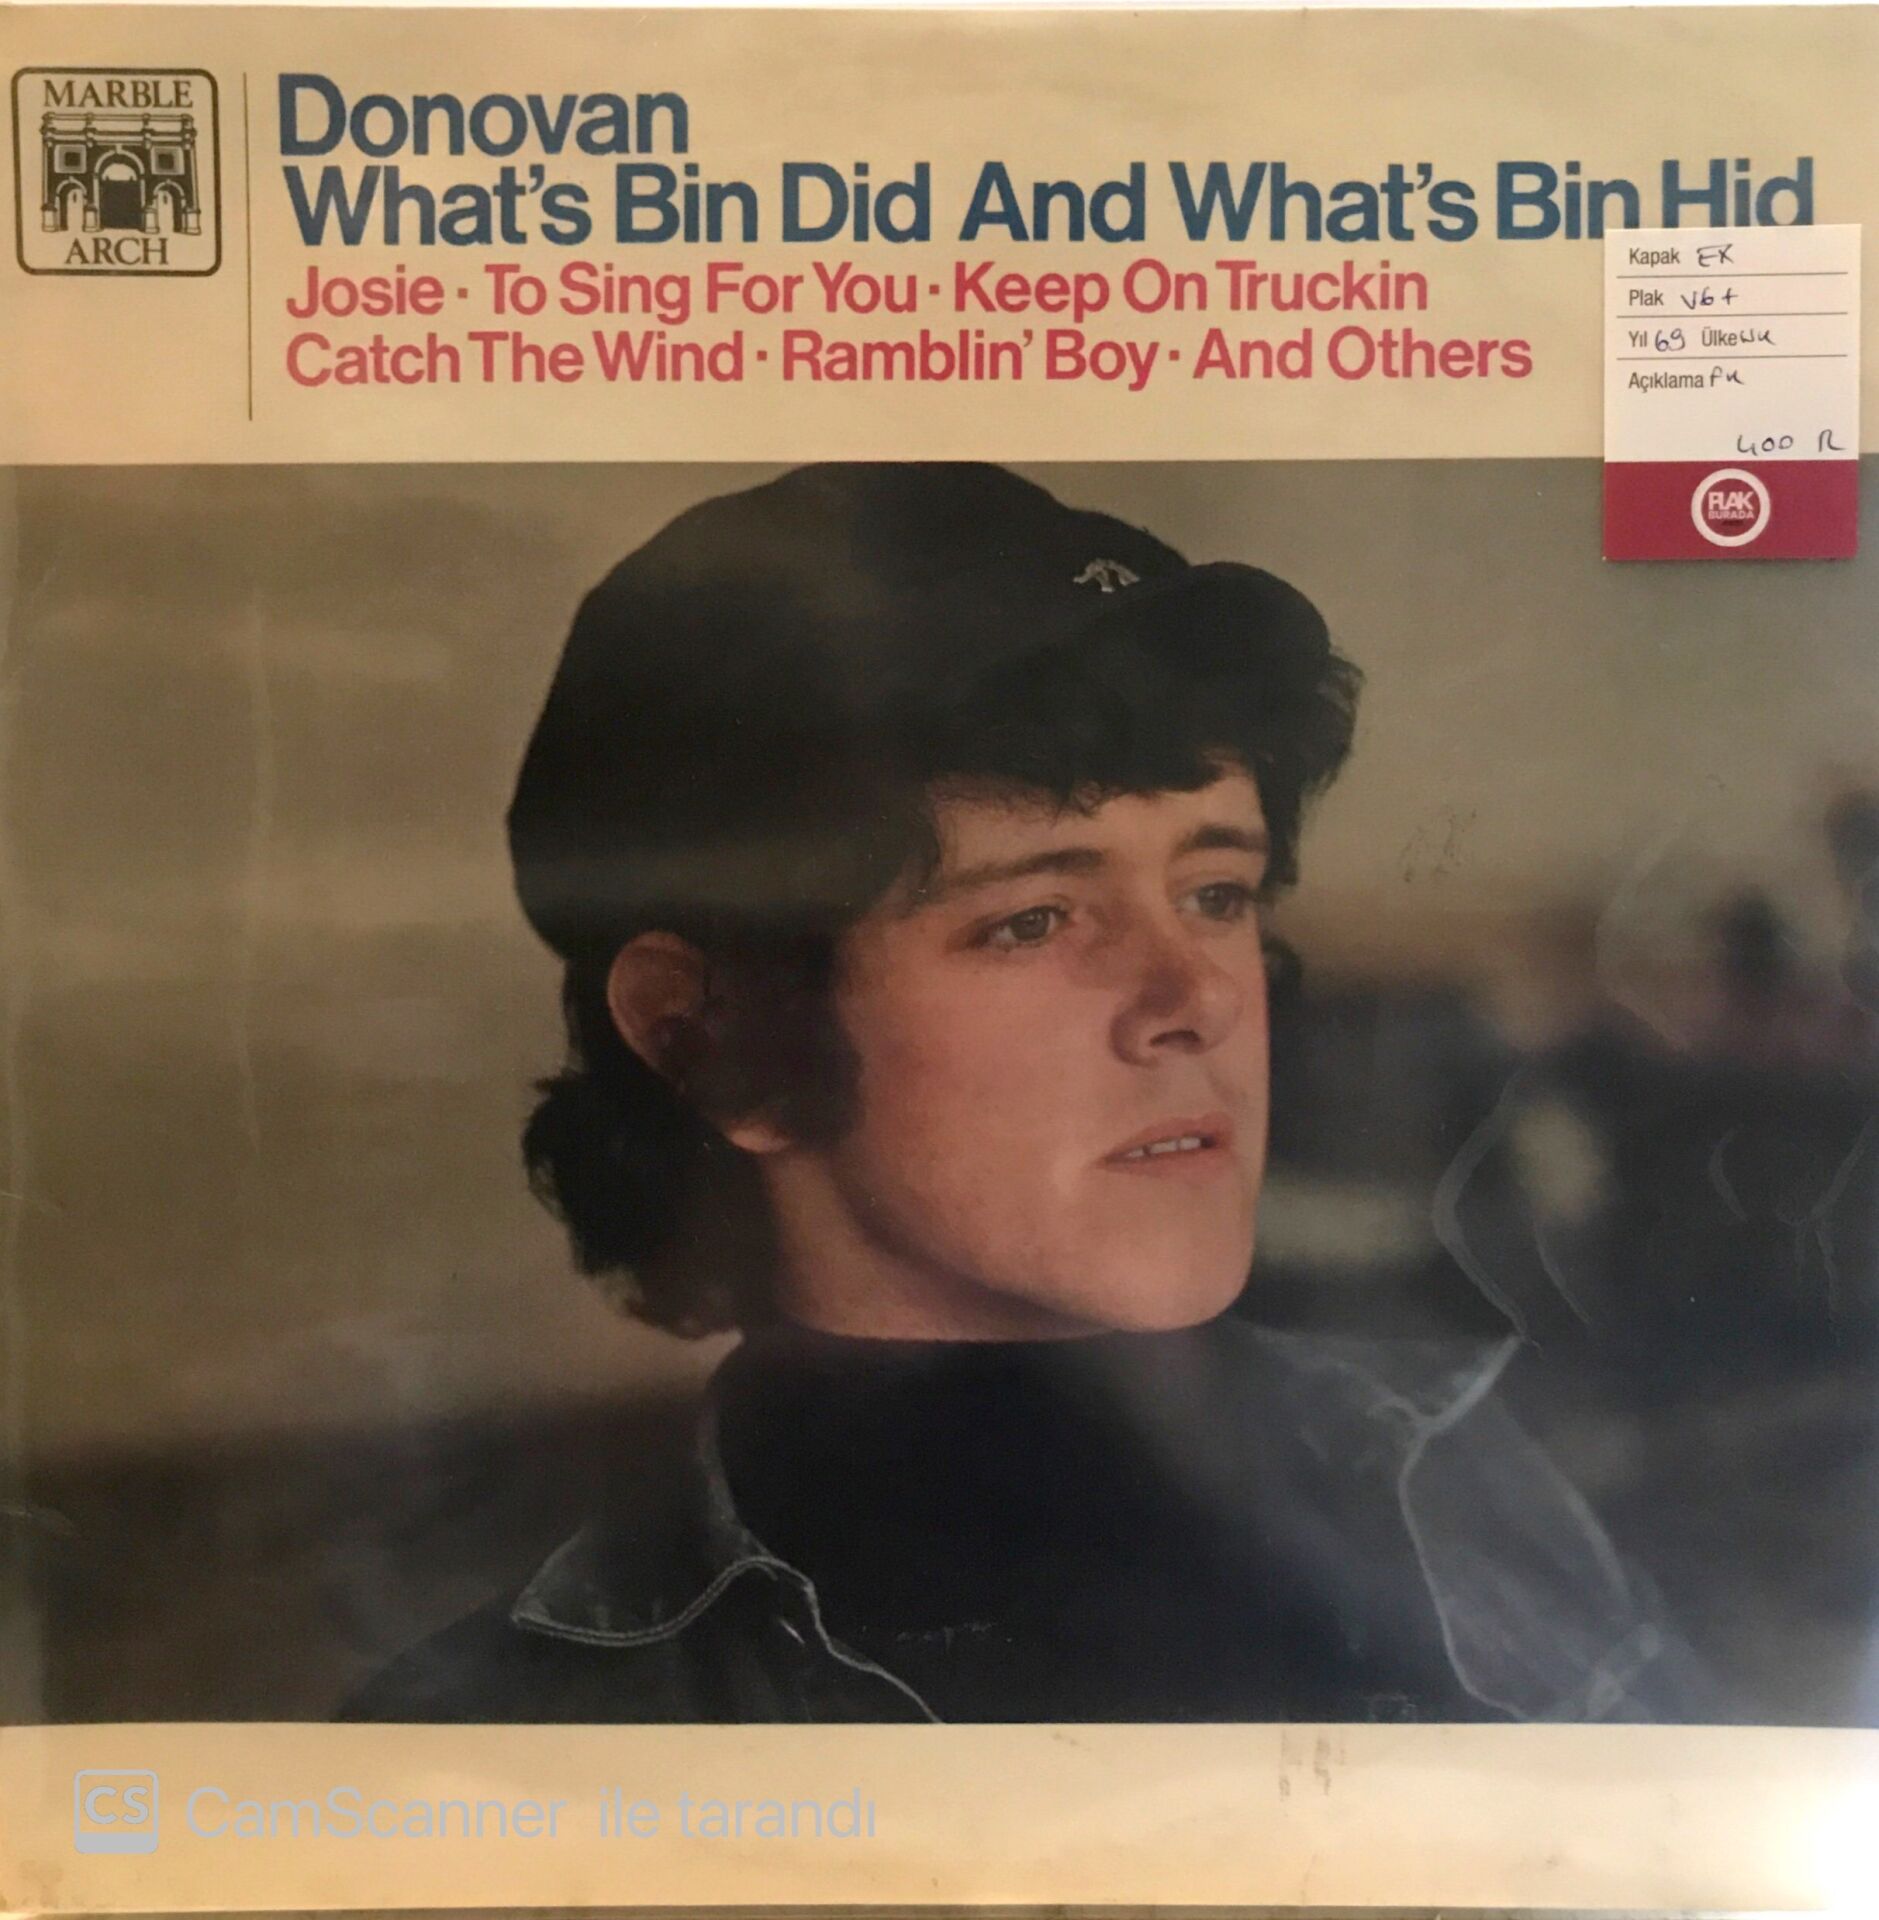 MARBLE
ARCH
Donovan
What's Bin Did And What's Bin Hid
Josie · To Sing For You · Keep On Truckin
Catch The Wind · Ramblin' Boy · And Others
Kapak EX
Plak VG+
Yıl 69 Ülke UK
Açıklama
400
PLAK
BURADA
CS CamScanner ile tarandı